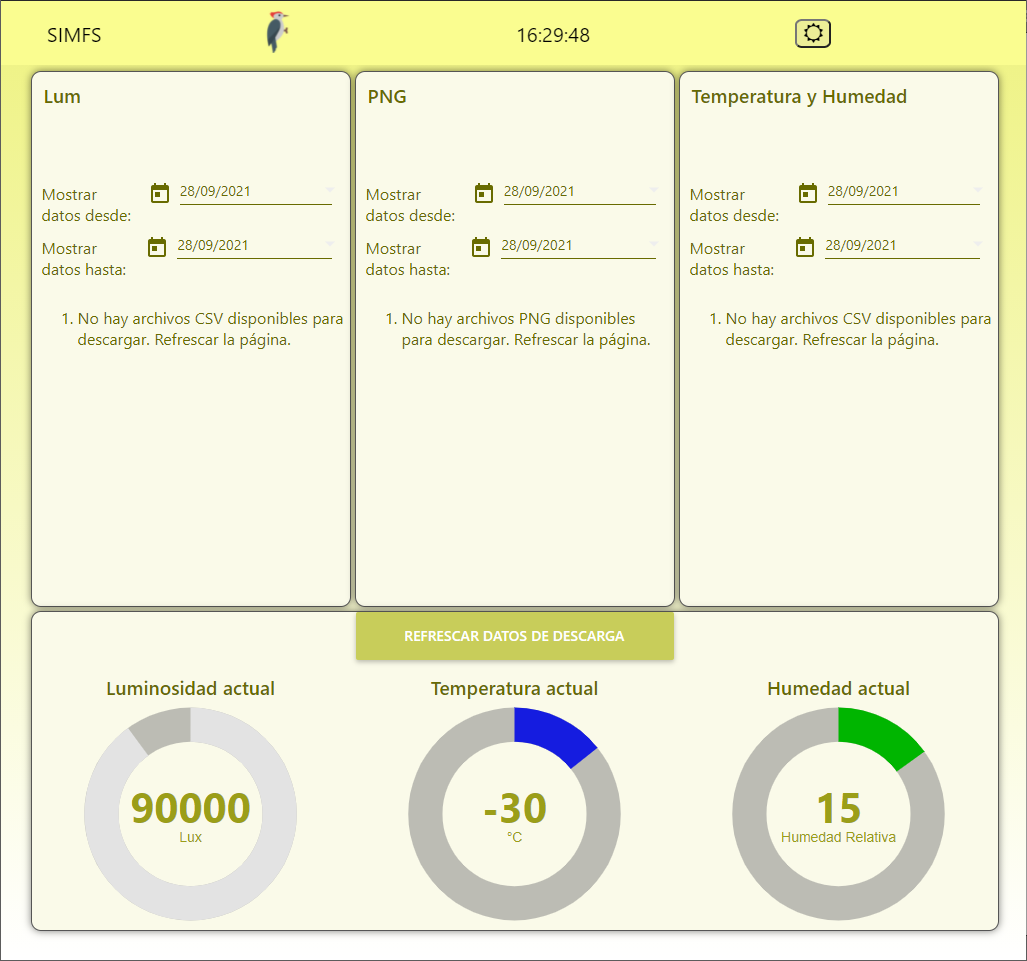 SIMFS
16:29:48
Lum
Mostrar
datos desde:
28/09/2021
Mostrar
datos hasta:
28/09/2021
1. No hay archivos CSV disponibles para
descargar. Refrescar la página.
PNG
Mostrar
datos desde:
28/09/2021
Mostrar
datos hasta:
28/09/2021
1. No hay archivos PNG disponibles
para descargar. Refrescar la página.
Temperatura y Humedad
Mostrar
datos desde:
28/09/2021
Mostrar
datos hasta:
28/09/2021
1. No hay archivos CSV disponibles para
descargar. Refrescar la página.
REFRESCAR DATOS DE DESCARGA
Luminosidad actual
90000
Lux
Temperatura actual
-30
°C
Humedad actual
15
Humedad Relativa